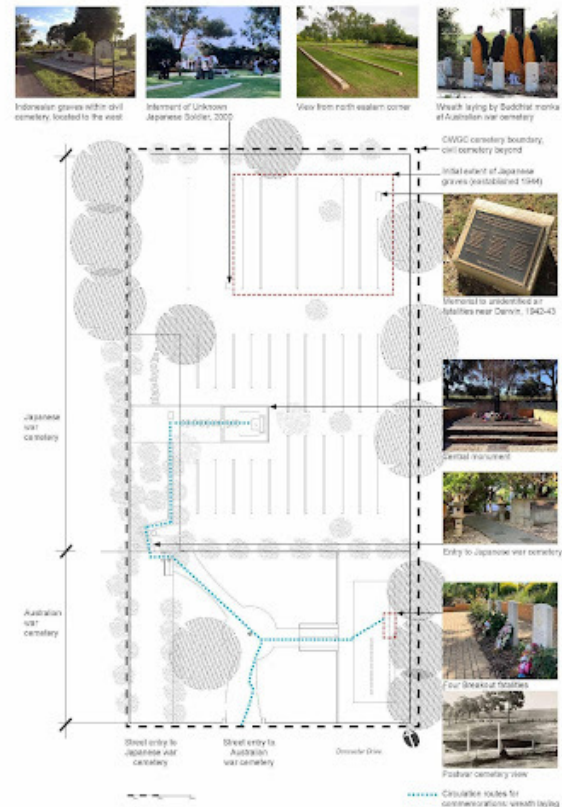 Indonesian graves within civil
cemetery, located to the west
Interment of Unknown
Japanese Soldier, 2000
View from north eastern corner
Wreath laying by Buddhist monks
at Australian war cemetery
CWGC cemetery boundary,
civil cemetery beyond
Initial extent of Japanese
graves (established 1944)
Memorial to unidentified air
fatalities near Darwin, 1942-43
Japanese
war
cemetery
Central monument
Entry to Japanese war cemetery
Australian
war
cemetery
Four Breakout fatalities
Postwar cemetery view
Street entry to
Japanese war
cemetery
Street entry to
Australian
war cemetery
Doncaster Drive
Circulation routes for
commemorations, wreath laying